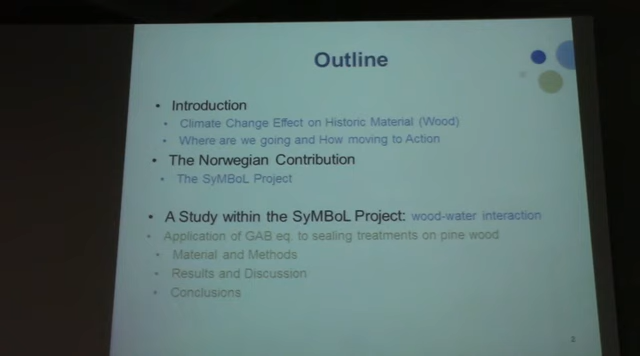 Outline
• Introduction
• Climate Change Effect on Historic Material (Wood)
• Where are we going and How moving to Action
• The Norwegian Contribution
• The SyMBoL Project
• A Study within the SyMBoL Project: wood-water interaction
• Application of GAB eq. to sealing treatments on pine wood
• Material and Methods
• Results and Discussion
• Conclusions
2